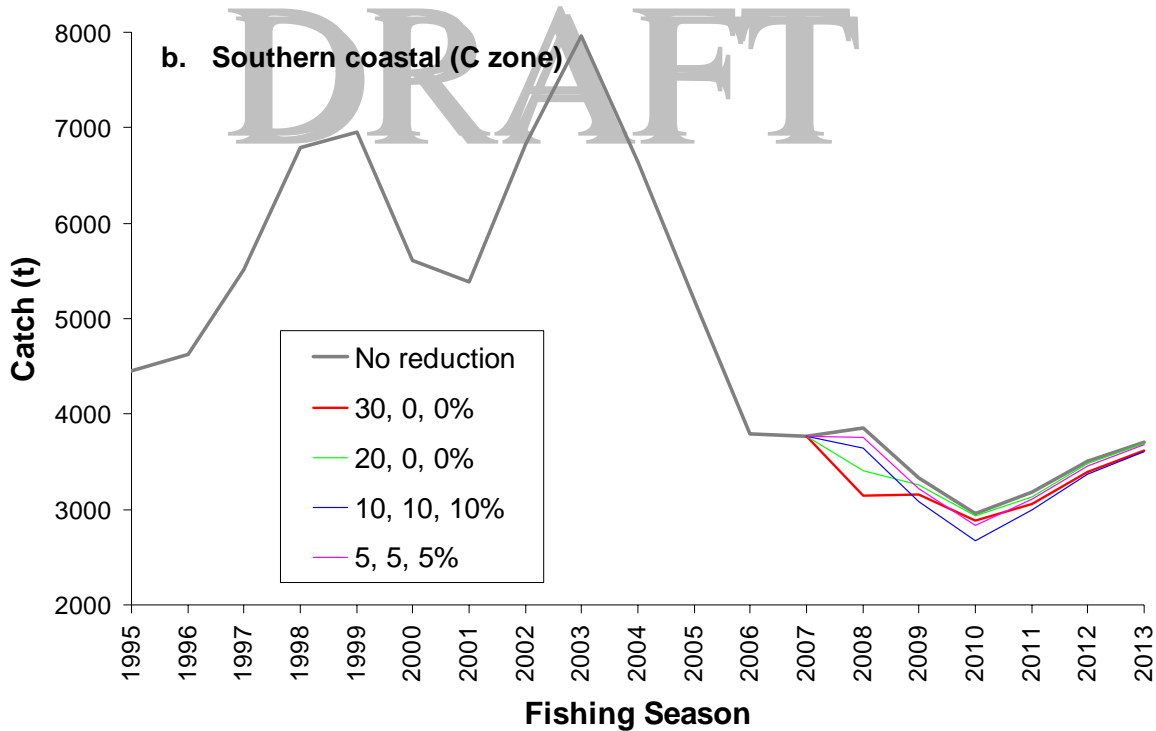 DRAFT
b. Southern coastal (C zone)
8000
7000
6000
5000
4000
3000
2000
Catch (t)
No reduction
30, 0, 0%
20, 0, 0%
10, 10, 10%
5, 5, 5%
1995 1996 1997 1998 1999 2000 2001 2002 2003 2004 2005 2006 2007 2008 2009 2010 2011 2012 2013
Fishing Season